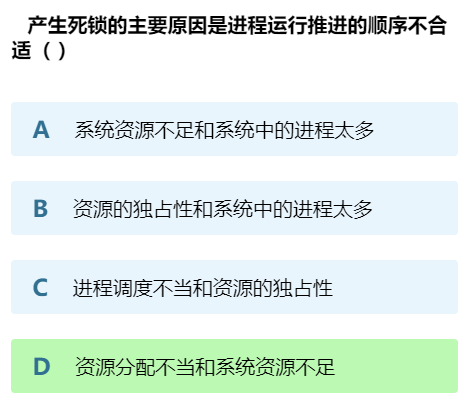 产生死锁的主要原因是进程运行推进的顺序不合
适（ ）
A 系统资源不足和系统中的进程太多
B 资源的独占性和系统中的进程太多
C 进程调度不当和资源的独占性
D 资源分配不当和系统资源不足